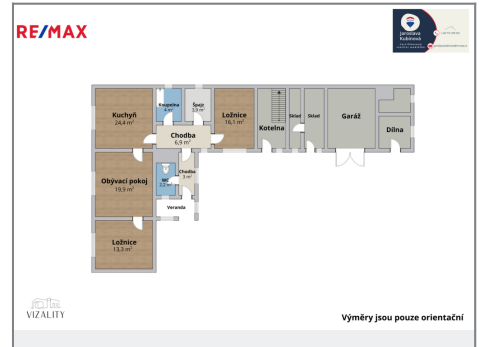 RE/MAX
Jaroslava
Kubínová
Kuchyň
24,4 m²
Koupelna
4 m²
Špajz
3,5 m²
Ložnice
16,1 m²
Kotelna
Sklad
Sklad
Garáž
Dílna
Chodba
6,9 m²
Obývací pokoj
19,9 m²
WC
2,2 m²
Chodba
3 m²
Veranda
Ložnice
13,3 m²
VIZALITY
Výměry jsou pouze orientační